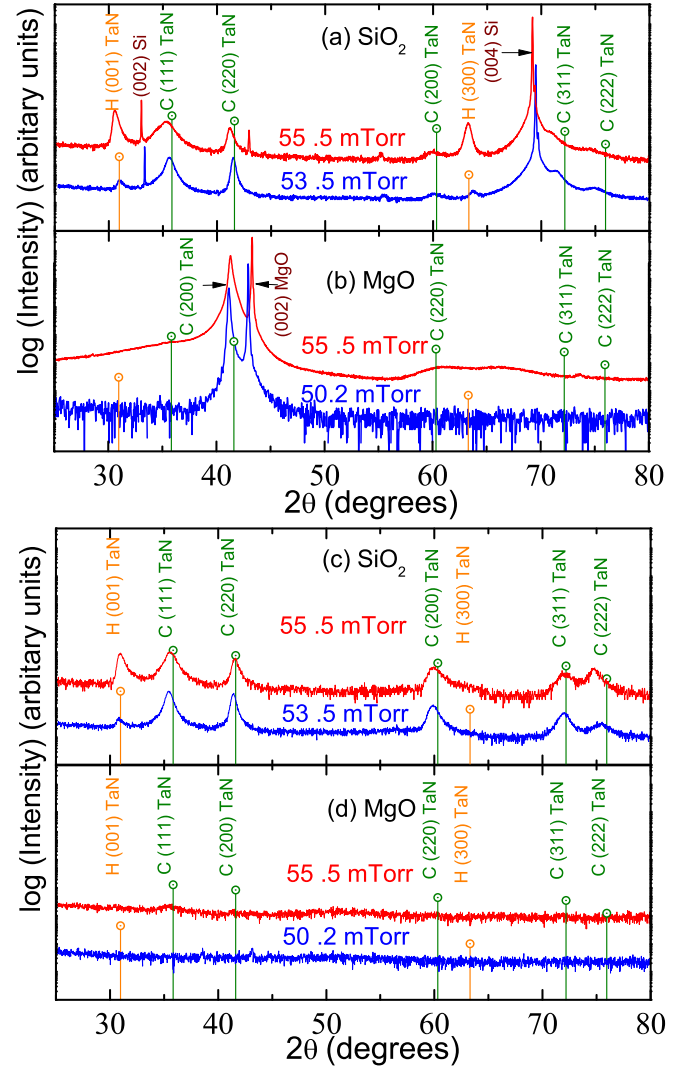 log (Intensity) (arbitary units)
(a) SiO2
H (001) TaN
(002) Si
C (111) TaN
C (220) TaN
C (200) TaN
H (300) TaN
(004) Si
C (311) TaN
C (222) TaN
55 .5 mTorr
53 .5 mTorr
(b) MgO
C (200) TaN
(002) MgO
C (220) TaN
C (311) TaN
C (222) TaN
55 .5 mTorr
50.2 mTorr
30 40 50 60 70 80
2θ (degrees)
log (Intensity) (arbitary units)
(c) SiO2
H (001) TaN
C (111) TaN
C (220) TaN
C (200) TaN
H (300) TaN
C (311) TaN
C (222) TaN
55 .5 mTorr
53 .5 mTorr
(d) MgO
H (001) TaN
C (111) TaN
C (200) TaN
C (220) TaN
H (300) TaN
C (311) TaN
C (222) TaN
55 .5 mTorr
50 .2 mTorr
30 40 50 60 70 80
2θ (degrees)